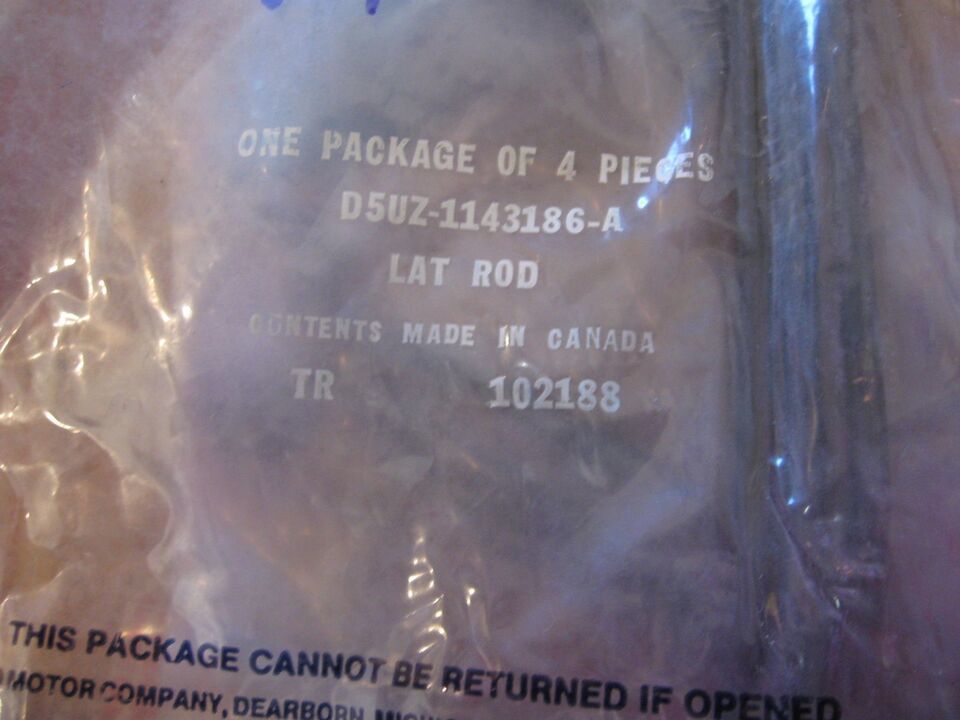 ONE PACKAGE OF 4 PIECES
D5UZ-1143186-A
LAT ROD
CONTENTS MADE IN CANADA
TR 102188
THIS PACKAGE CANNOT BE RETURNED IF OPENED
MOTOR COMPANY, DEARBORN,